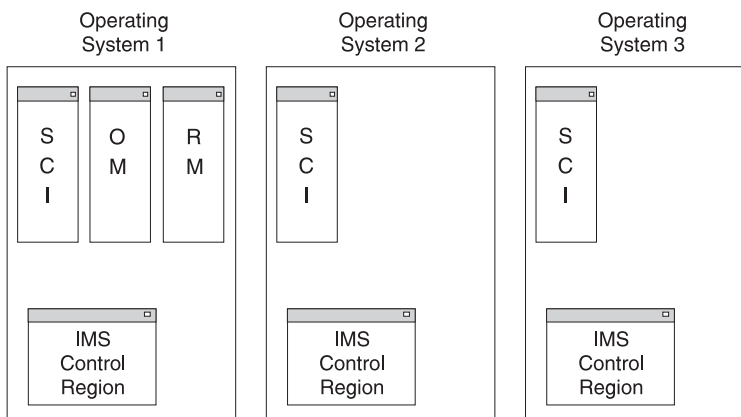 Operating
System 1
Operating
System 2
Operating
System 3
S
C
I
O
M
R
M
S
C
I
S
C
I
IMS
Control
Region
IMS
Control
Region
IMS
Control
Region